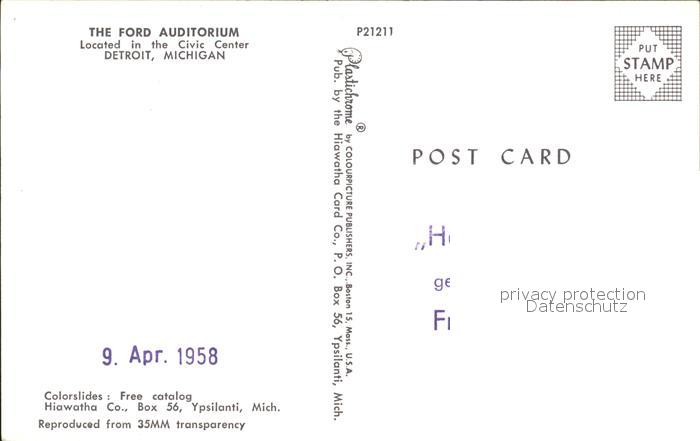 THE FORD AUDITORIUM
Located in the Civic Center
DETROIT, MICHIGAN
P21211
PUT
STAMP
HERE
Plastichrome ® by COLOURPICTURE PUBLISHERS, INC., Boston 15, Mass., U.S.A.
Pub. by the Hiawatha Card Co., P. O. Box 56, Ypsilanti, Mich.
POST CARD
„H
ge
F
privacy protection
Datenschutz
9. Apr. 1958
Colorslides : Free catalog
Hiawatha Co., Box 56, Ypsilanti, Mich.
Reproduced from 35MM transparency